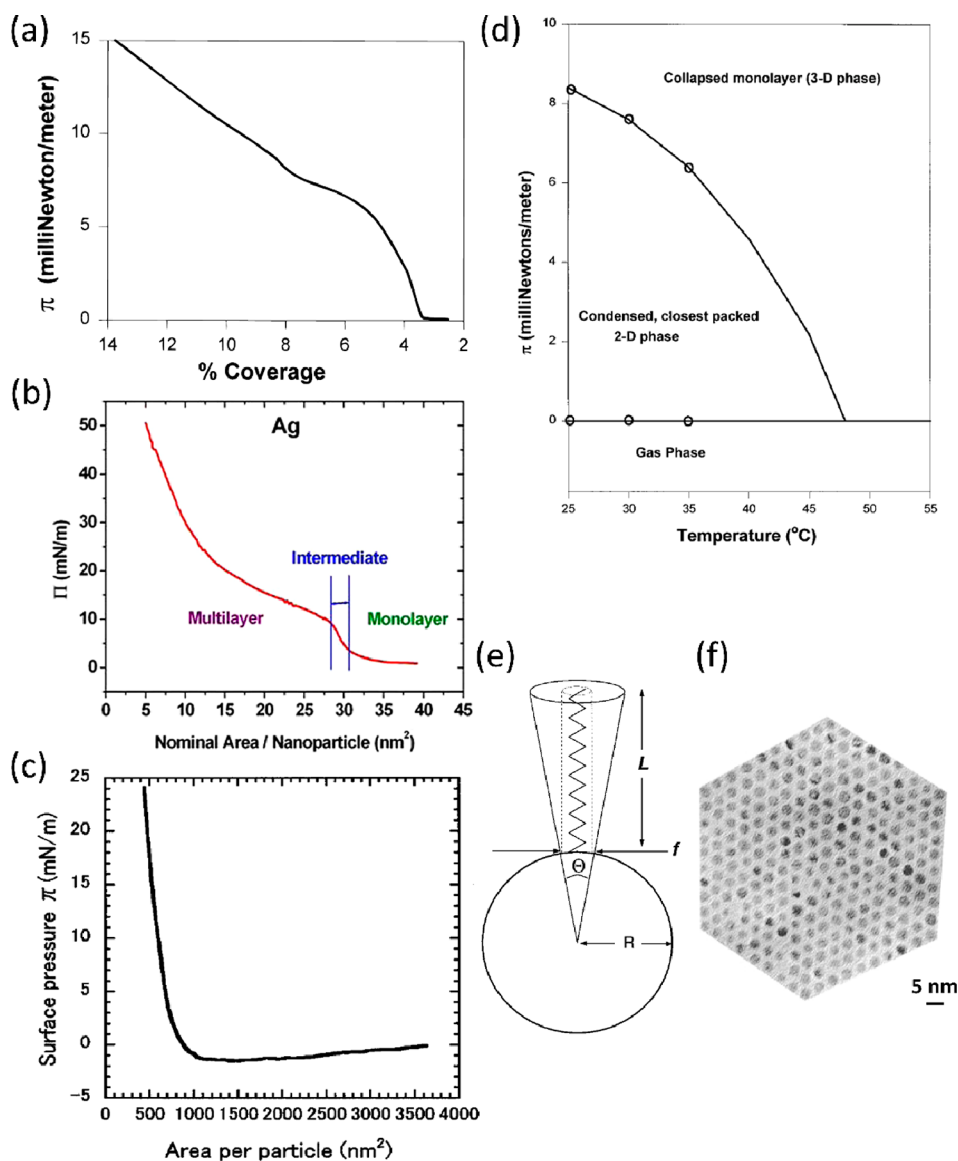 (a)
15
10
5
0
π (milliNewton/meter)
14 12 10 8 6 4 2
% Coverage
(b)
Ag
50
40
30
20
10
0
Π (mN/m)
Intermediate
Multilayer
Monolayer
0 5 10 15 20 25 30 35 40 45
Nominal Area / Nanoparticle (nm²)
(c)
25
20
15
10
5
0
-5
Surface pressure π (mN/m)
0 500 1000 1500 2000 2500 3000 3500 4000
Area per particle (nm²)
(d)
10
8
6
4
2
0
π (milliNewtons/meter)
Collapsed monolayer (3-D phase)
Condensed, closest packed
2-D phase
Gas Phase
25 30 35 40 45 50 55
Temperature (°C)
(e)
L
f
Θ
R
(f)
5 nm